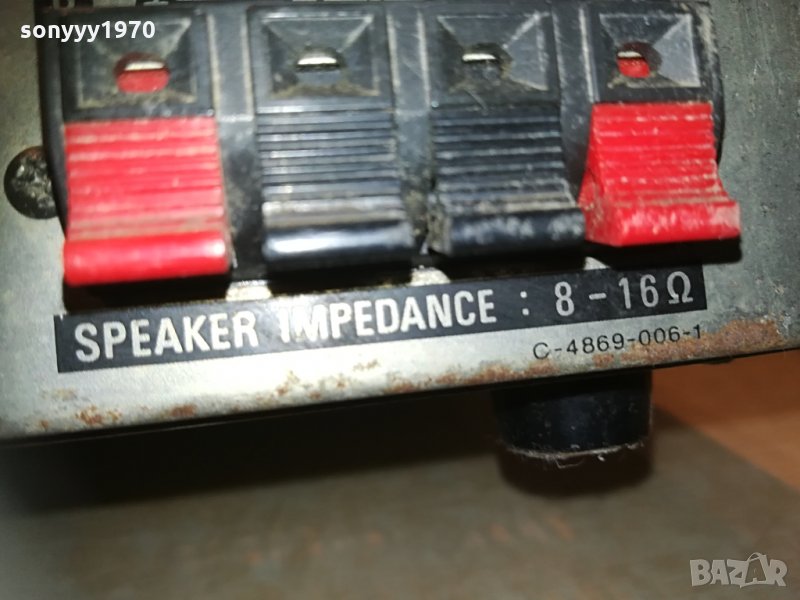 sonyyy1970
SPEAKER IMPEDANCE : 8 – 16Ω
C-4869-006-1
BAZAR